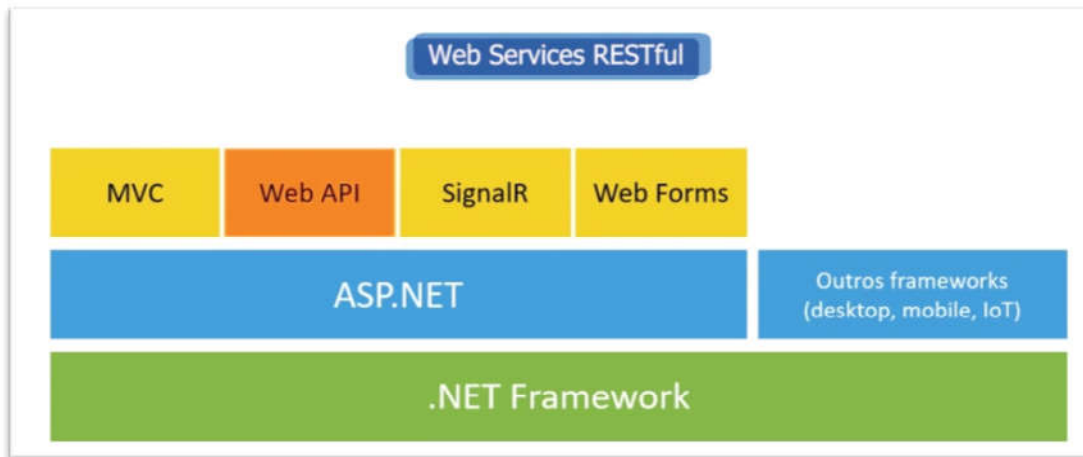 Web Services RESTful
MVC
Web API
SignalR
Web Forms
ASP.NET
Outros frameworks
(desktop, mobile, IoT)
.NET Framework